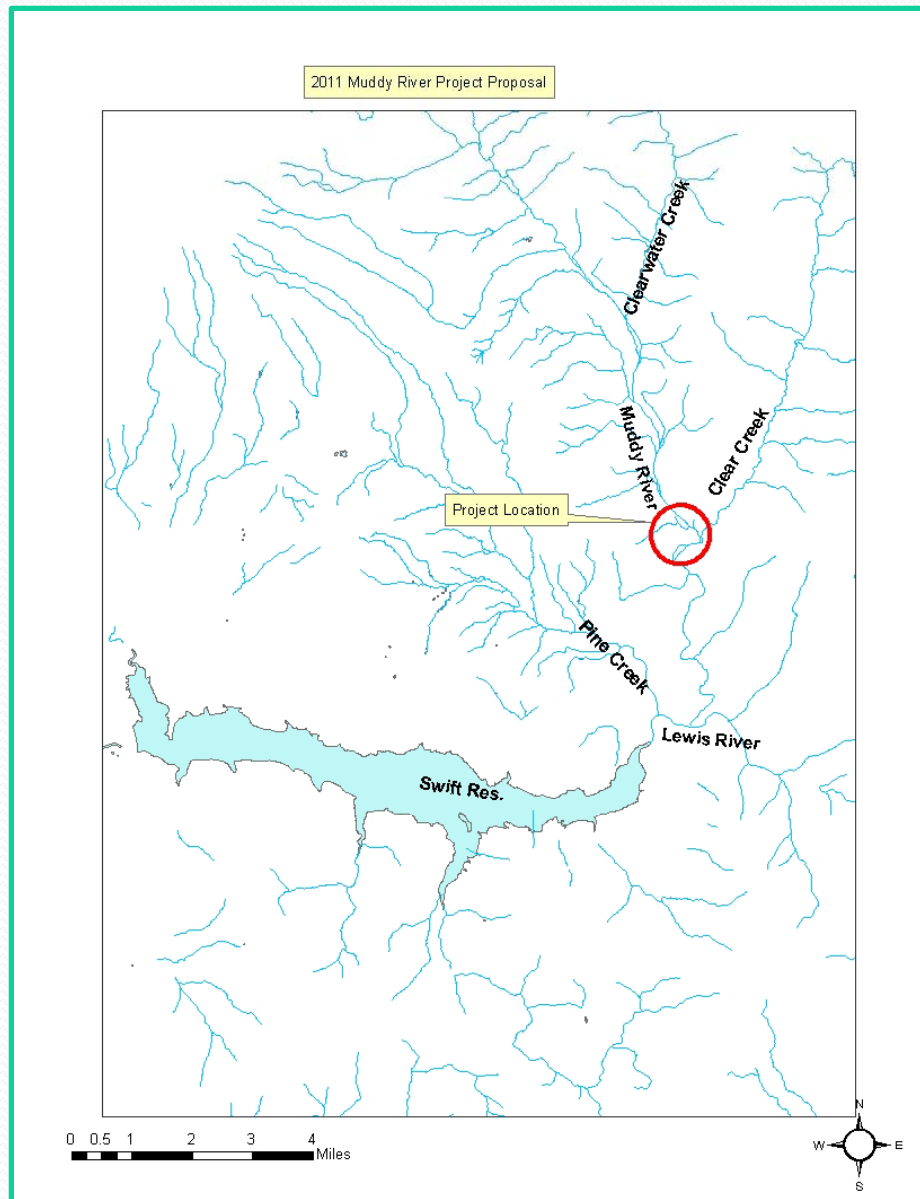 2011 Muddy River Project Proposal
Clearwater Creek
Muddy River
Clear Creek
Project Location
Pine Creek
Lewis River
Swift Res.
0 0.5 1 2 3 4
Miles
N
W E
S